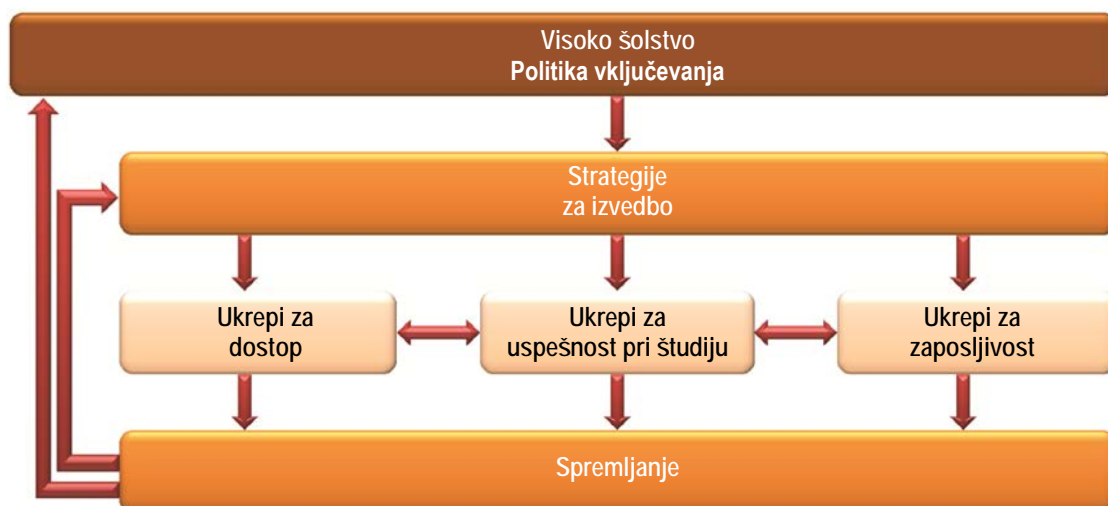 Visoko šolstvo
Politika vključevanja
Strategije
za izvedbo
Ukrepi za
dostop
Ukrepi za
uspešnost pri študiju
Ukrepi za
zaposljivost
Spremljanje